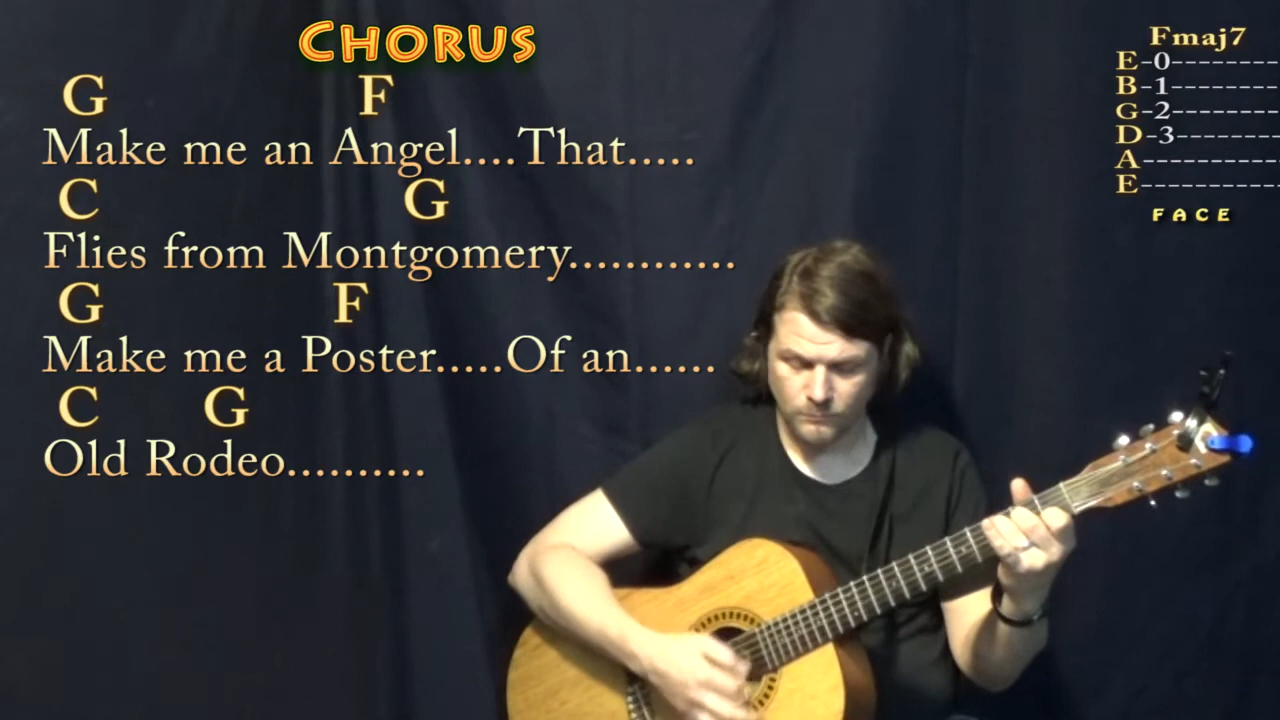 CHORUS
G F
Make me an Angel....That.....
C G
Flies from Montgomery............
G F
Make me a Poster.....Of an......
C G
Old Rodeo..........
Fmaj7
E-0---------
B-1---------
G-2---------
D-3---------
A-----------
E-----------
FACE